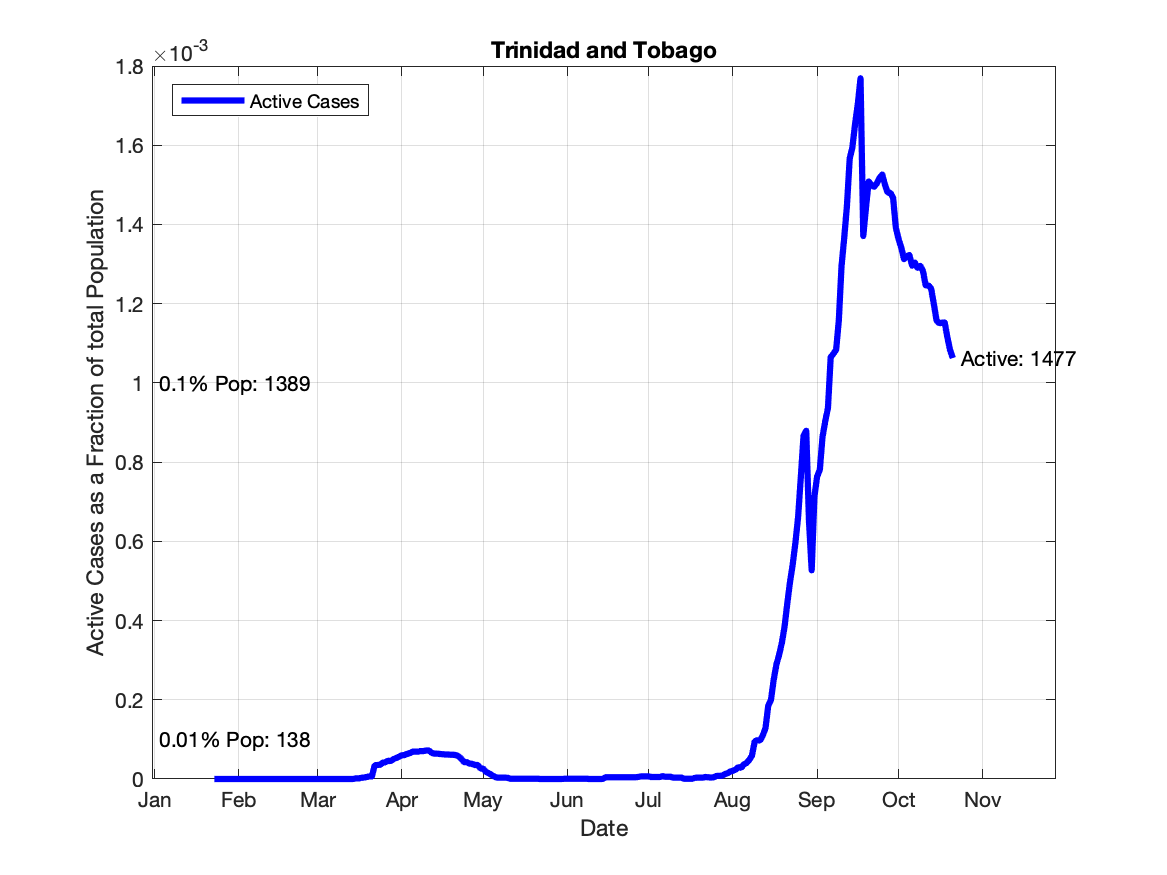 Trinidad and Tobago
×10-3
1.8
1.6
1.4
1.2
1
0.8
0.6
0.4
0.2
0
Active Cases as a Fraction of total Population
Active Cases
0.1% Pop: 1389
0.01% Pop: 138
Active: 1477
Jan Feb Mar Apr May Jun Jul Aug Sep Oct Nov
Date